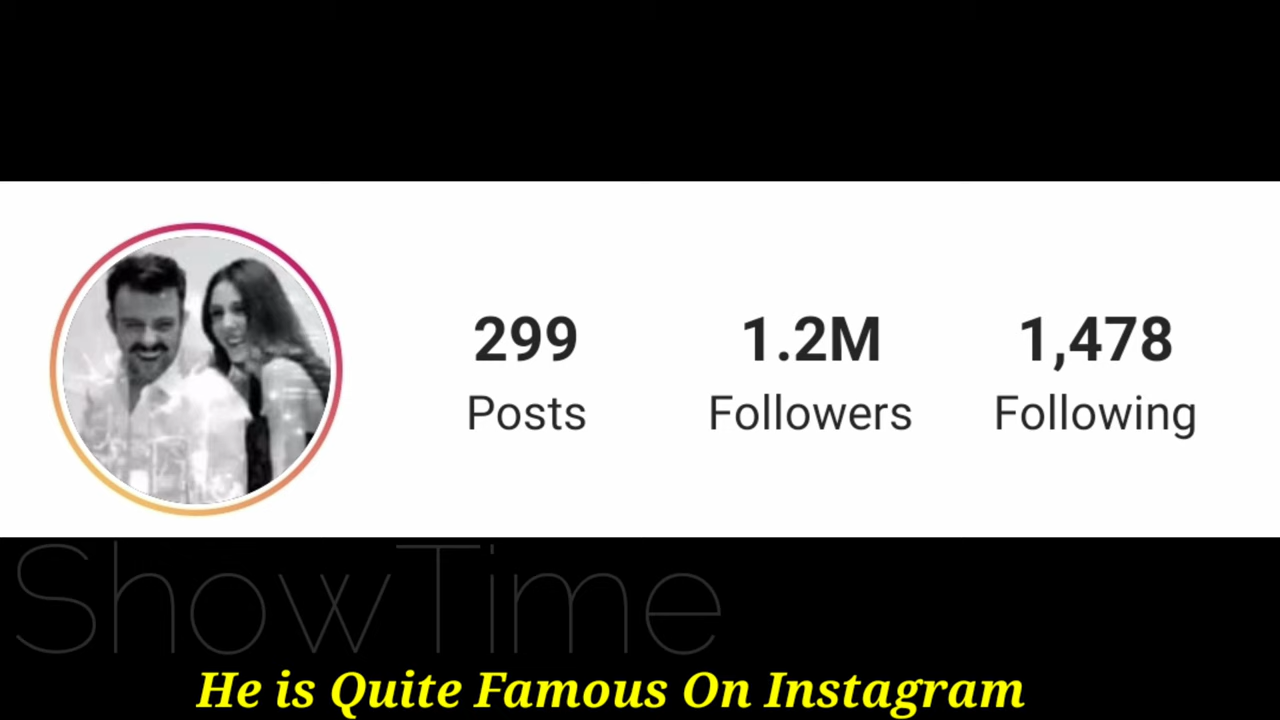 299 1.2M 1,478
Posts Followers Following
ShowTime
He is Quite Famous On Instagram